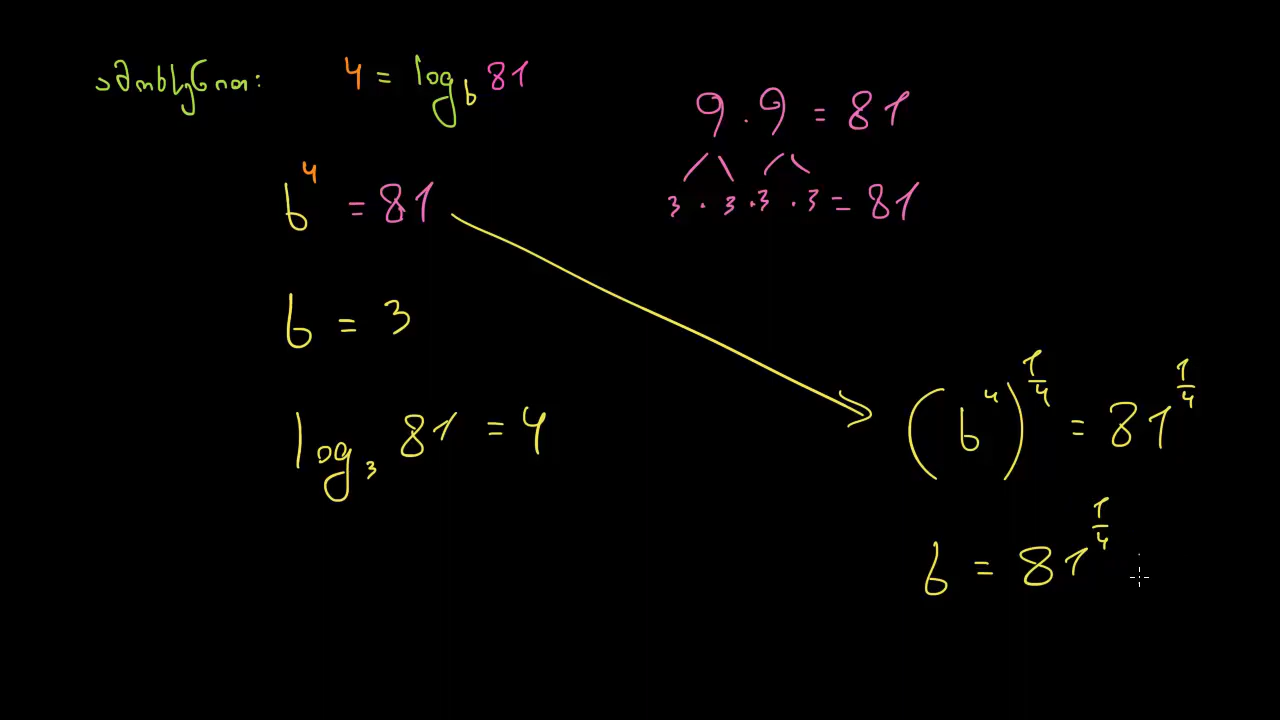 ამოხსენით: 4 = log_b 81
b^4 = 81
b = 3
log_3 81 = 4
9 . 9 = 81
3 . 3 . 3 . 3 = 81
(b^4)^{1/4} = 81^{1/4}
b = 81^{1/4}